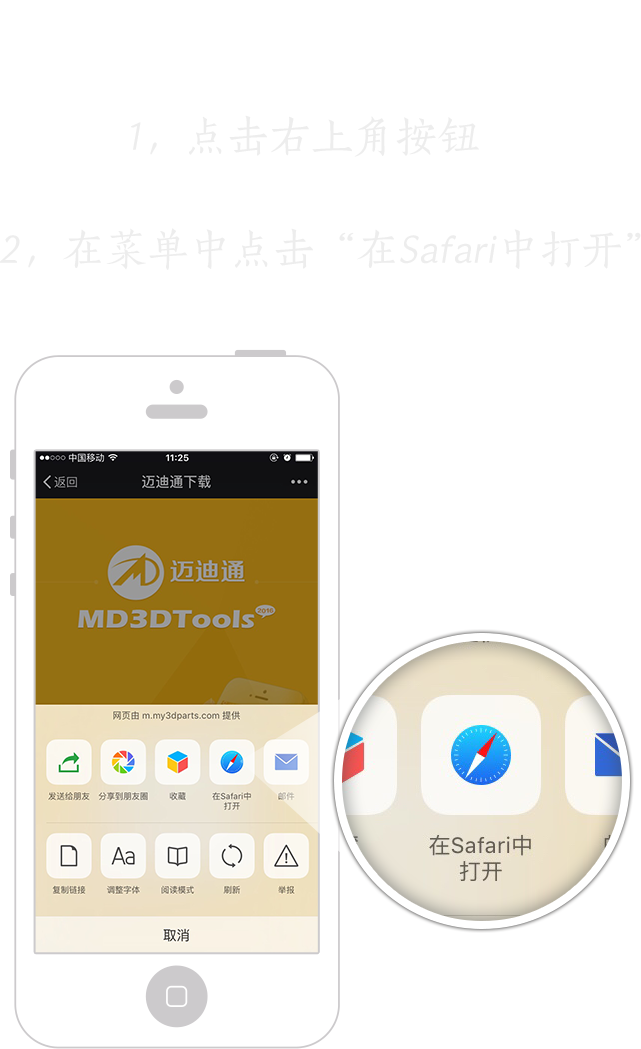 1，点击右上角按钮
2，在菜单中点击“在Safari中打开”
中国移动 11:25
返回 迈迪通下载
迈迪通
MD3DTools 2016
网页由 m.my3dparts.com 提供
发送给朋友 分享到朋友圈 收藏 在Safari中 邮件
打开
Aa
复制链接 调整字体 阅读模式 刷新 举报
取消
在Safari中
打开